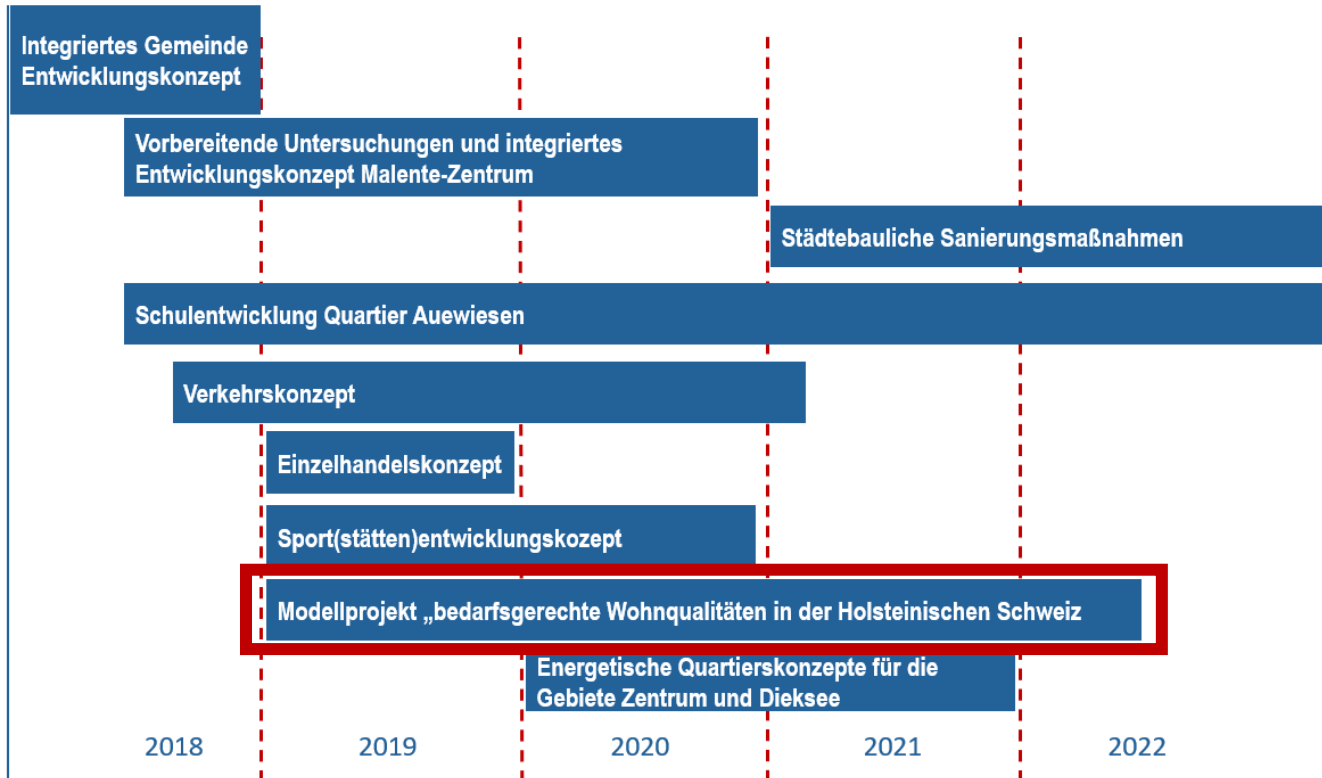 Integriertes Gemeinde
Entwicklungskonzept
Vorbereitende Untersuchungen und integriertes
Entwicklungskonzept Malente-Zentrum
Städtebauliche Sanierungsmaßnahmen
Schulentwicklung Quartier Auewiesen
Verkehrskonzept
Einzelhandelskonzept
Sport(stätten)entwicklungskozept
Modellprojekt „bedarfsgerechte Wohnqualitäten in der Holsteinischen Schweiz
Energetische Quartierskonzepte für die
Gebiete Zentrum und Dieksee
2018 2019 2020 2021 2022